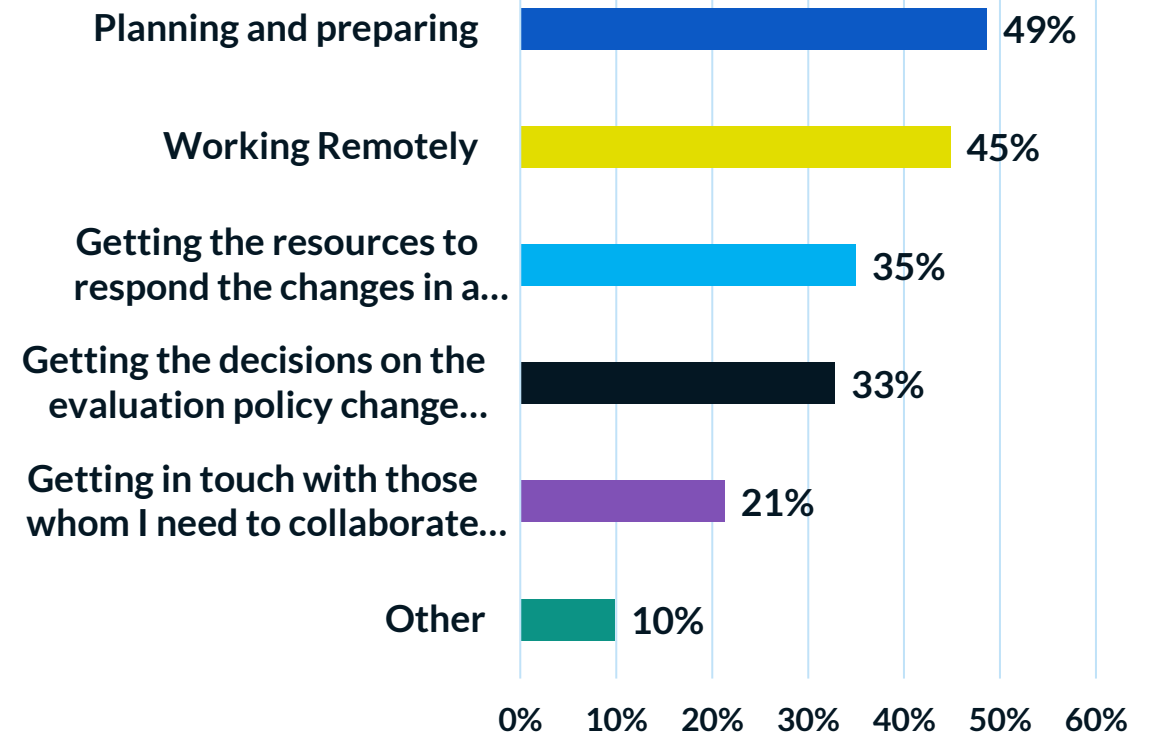 Planning and preparing 49%
Working Remotely 45%
Getting the resources to
respond the changes in a... 35%
Getting the decisions on the
evaluation policy change... 33%
Getting in touch with those
whom I need to collaborate... 21%
Other 10%
0% 10% 20% 30% 40% 50% 60%